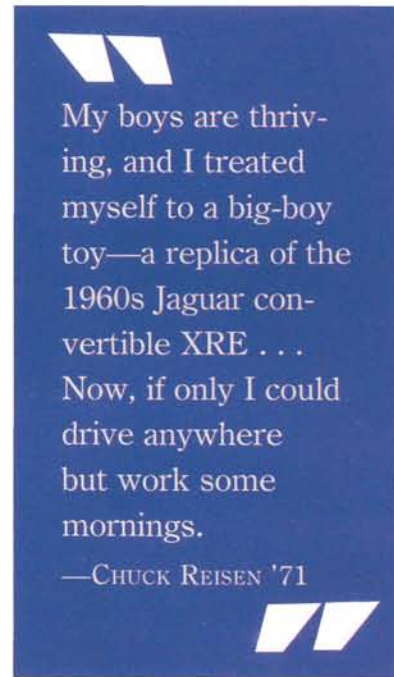 My boys are thriv-
ing, and I treated
myself to a big-boy
toy—a replica of the
1960s Jaguar con-
vertible XRE . . .
Now, if only I could
drive anywhere
but work some
mornings.
—CHUCK REISEN '71